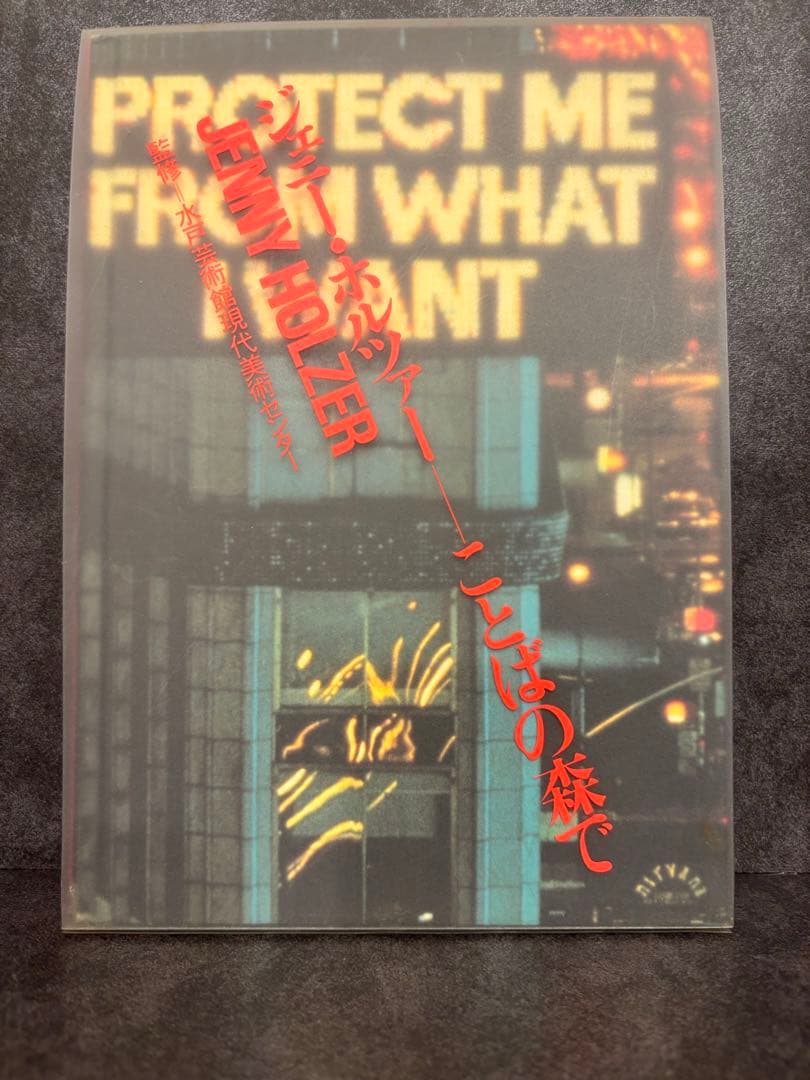 PROTECT ME
FROM WHAT
I WANT
ジェニー・ホルツァー——ことばの森で
JENNY HOLZER
監修—水戸芸術館現代美術センター
nirvana